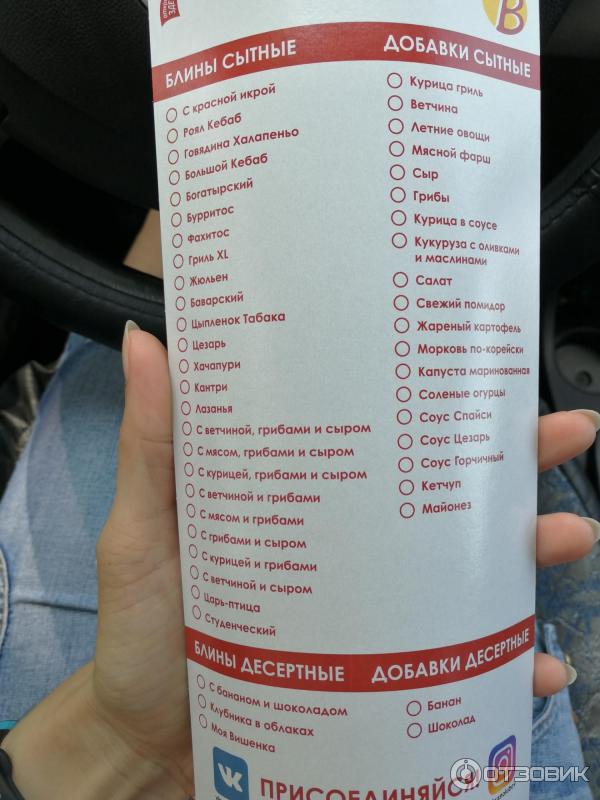 В
БЛИНЫ СЫТНЫЕ
С красной икрой
Роял Кебаб
Говядина Халапеньо
Большой Кебаб
Богатырский
Бурритос
Фахитос
Гриль XL
Жюльен
Баварский
Цыпленок Табака
Цезарь
Хачапури
Кантри
Лазанья
С ветчиной, грибами и сыром
С мясом, грибами и сыром
С курицей, грибами и сыром
С ветчиной и грибами
С мясом и грибами
С грибами и сыром
С курицей и грибами
С ветчиной и сыром
Царь-птица
Студенческий
ДОБАВКИ СЫТНЫЕ
Курица гриль
Ветчина
Летние овощи
Мясной фарш
Сыр
Грибы
Курица в соусе
Кукуруза с оливками
и маслинами
Салат
Свежий помидор
Жареный картофель
Морковь по-корейски
Капуста маринованная
Соленые огурцы
Соус Спайси
Соус Цезарь
Соус Горчичный
Кетчуп
Майонез
БЛИНЫ ДЕСЕРТНЫЕ
С бананом и шоколадом
Клубника в облаках
Моя Вишенка
ДОБАВКИ ДЕСЕРТНЫЕ
Банан
Шоколад
ПРИСОЕДИНЯЙСЯ
ОТЗОВИК